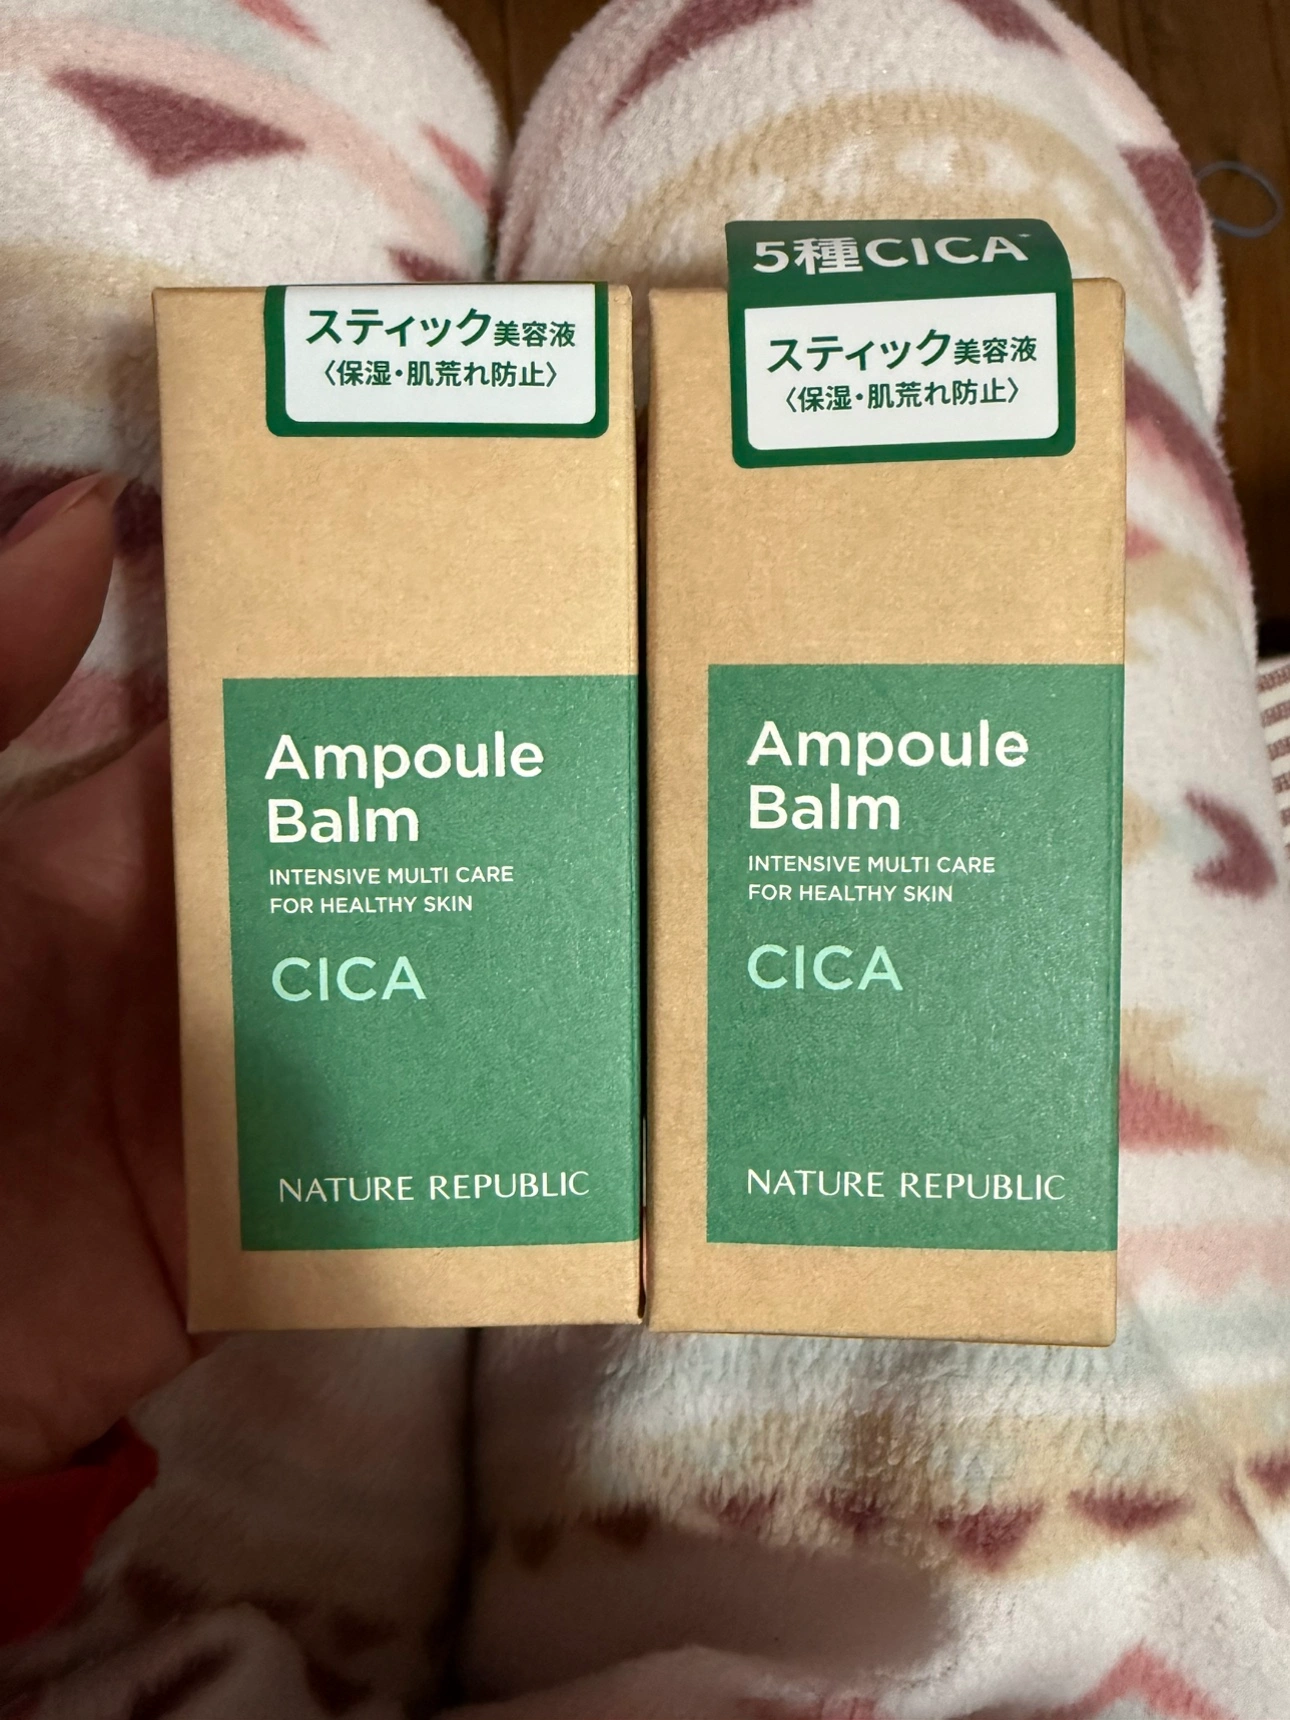 スティック美容液
〈保湿・肌荒れ防止〉
Ampoule
Balm
INTENSIVE MULTI CARE
FOR HEALTHY SKIN
CICA
NATURE REPUBLIC
5種CICA*
スティック美容液
〈保湿・肌荒れ防止〉
Ampoule
Balm
INTENSIVE MULTI CARE
FOR HEALTHY SKIN
CICA
NATURE REPUBLIC